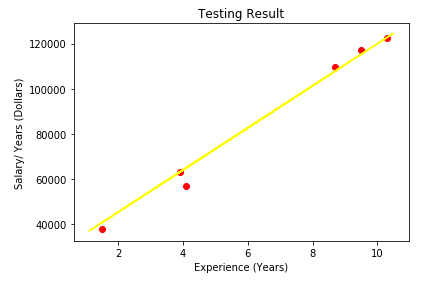 Testing Result
120000
100000
80000
60000
40000
Salary/ Years (Dollars)
2 4 6 8 10
Experience (Years)